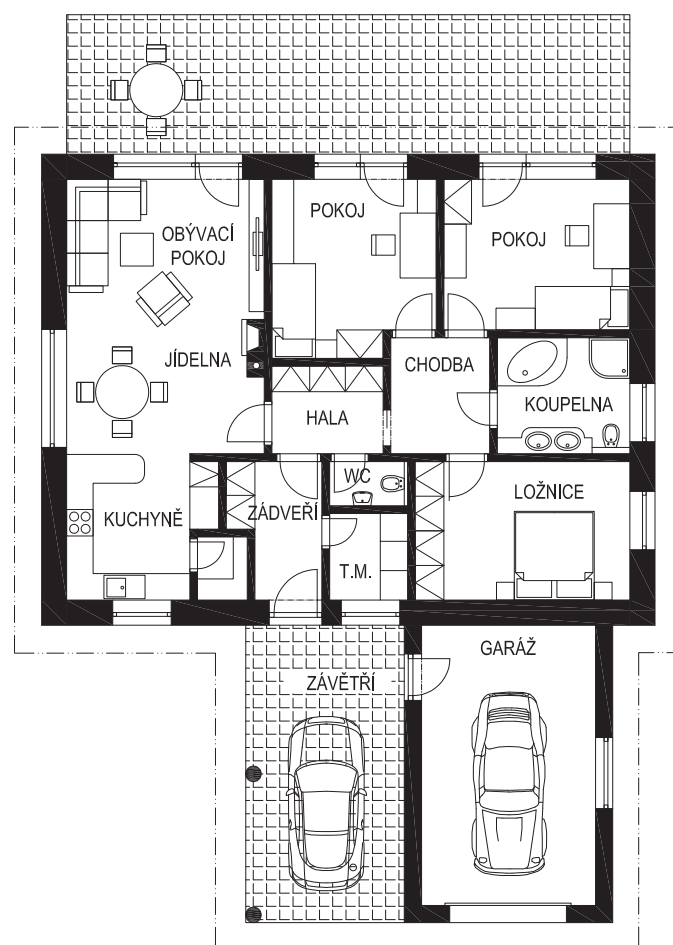 POKOJ
OBÝVACÍ
POKOJ
POKOJ
JÍDELNA
CHODBA
KOUPELNA
HALA
WC
LOŽNICE
KUCHYNĚ
ZÁDVEŘÍ
T.M.
GARÁŽ
ZÁVĚTŘÍ